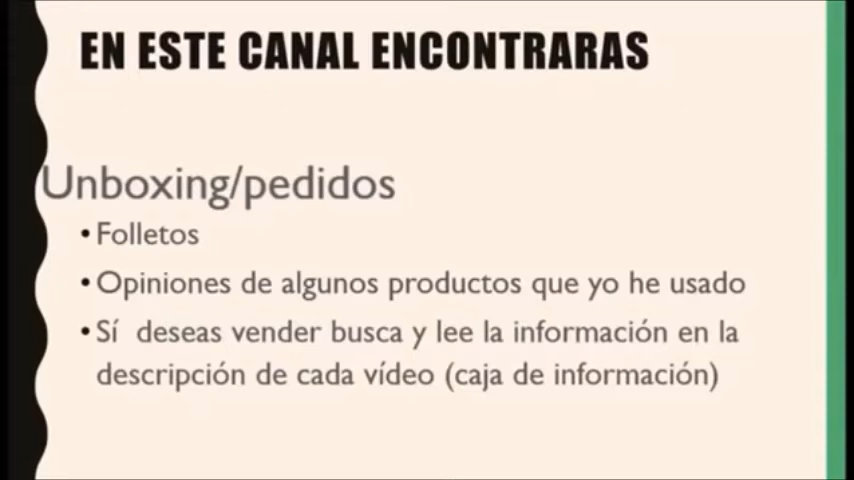 EN ESTE CANAL ENCONTRARAS
Unboxing/pedidos
•Folletos
•Opiniones de algunos productos que yo he usado
•Sí deseas vender busca y lee la información en la
descripción de cada vídeo (caja de información)